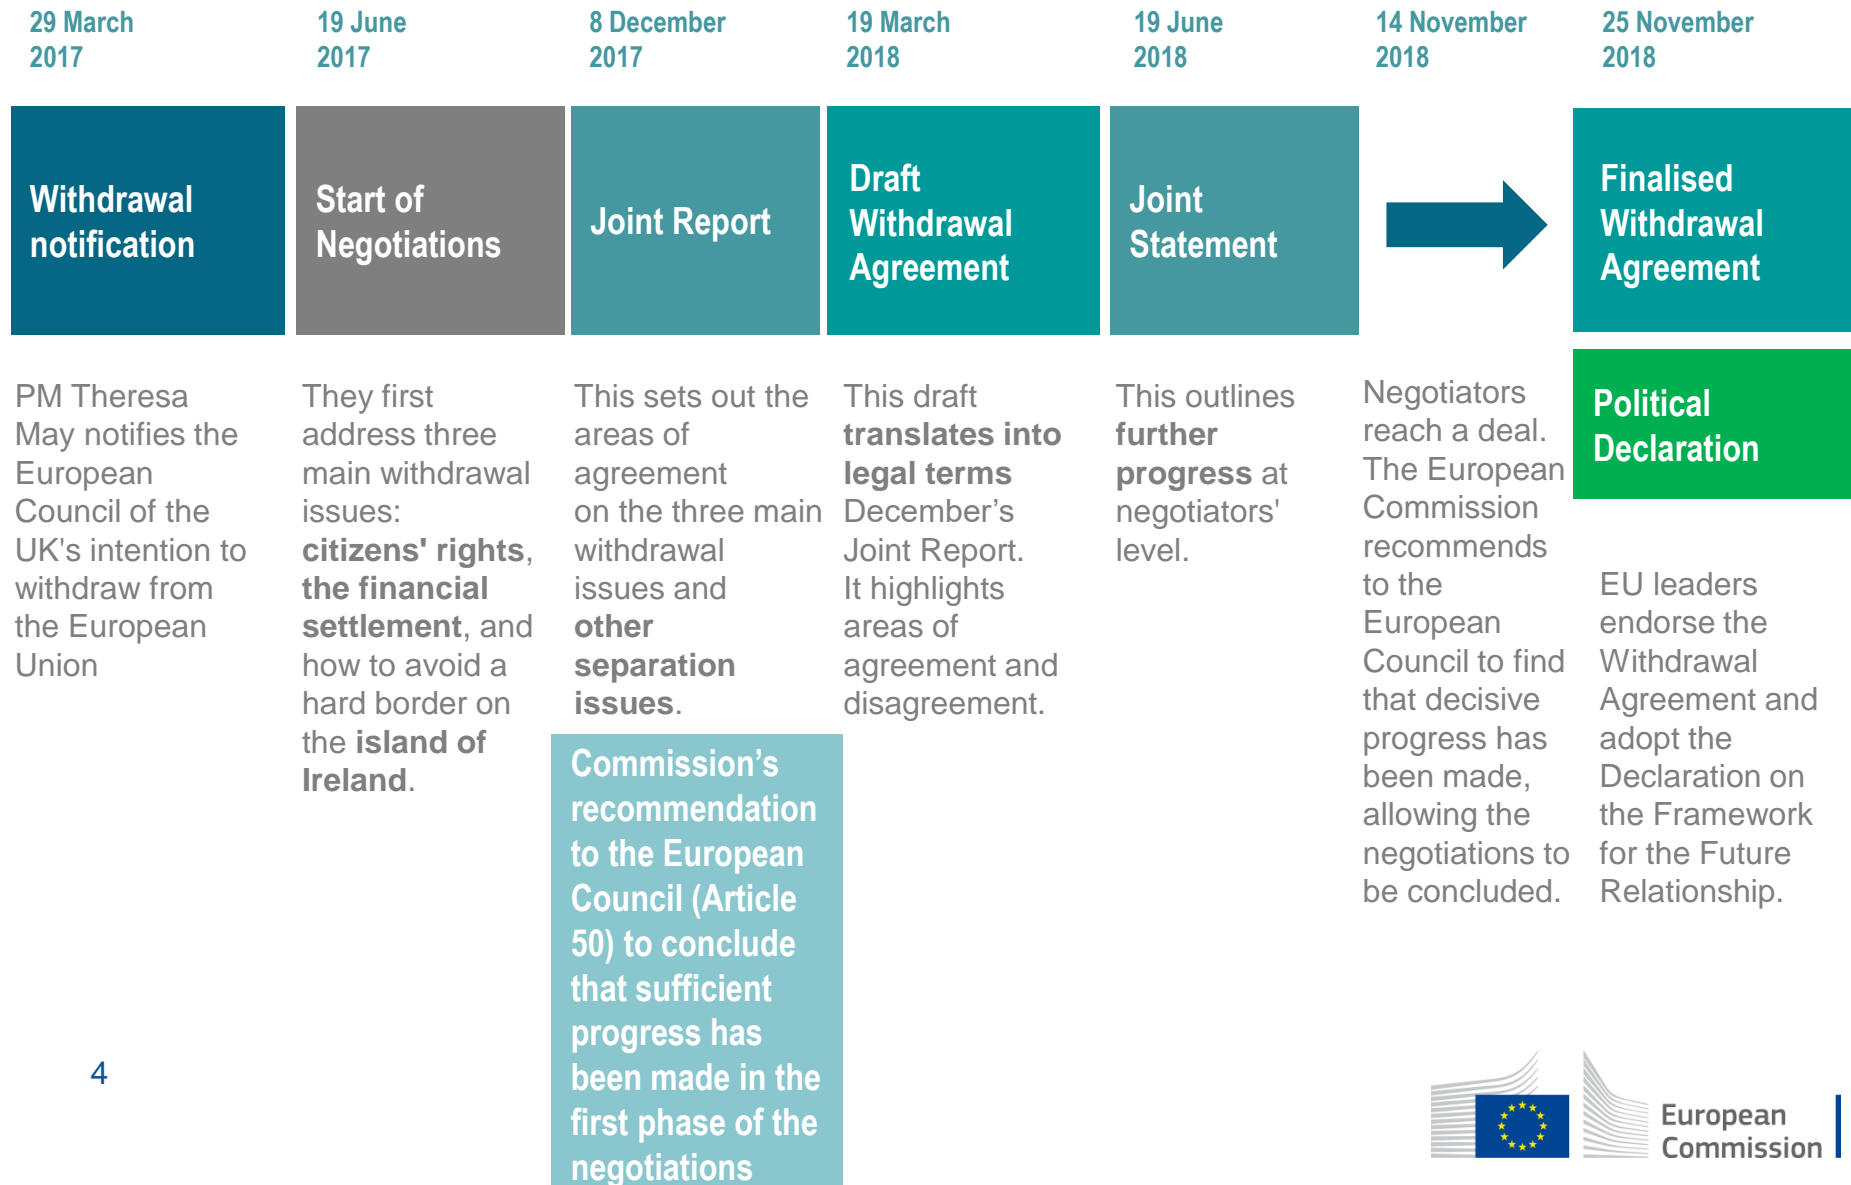 29 March
2017
19 June
2017
8 December
2017
19 March
2018
19 June
2018
14 November
2018
25 November
2018
Withdrawal
notification
Start of
Negotiations
Joint Report
Draft
Withdrawal
Agreement
Joint
Statement
Finalised
Withdrawal
Agreement
Political
Declaration
PM Theresa
May notifies the
European
Council of the
UK's intention to
withdraw from
the European
Union
They first
address three
main withdrawal
issues:
citizens' rights,
the financial
settlement, and
how to avoid a
hard border on
the island of
Ireland.
This sets out the
areas of
agreement
on the three main
withdrawal
issues and
other
separation
issues.
Commission’s
recommendation
to the European
Council (Article
50) to conclude
that sufficient
progress has
been made in the
first phase of the
negotiations
This draft
translates into
legal terms
December’s
Joint Report.
It highlights
areas of
agreement and
disagreement.
This outlines
further
progress at
negotiators'
level.
Negotiators
reach a deal.
The European
Commission
recommends
to the
European
Council to find
that decisive
progress has
been made,
allowing the
negotiations to
be concluded.
EU leaders
endorse the
Withdrawal
Agreement and
adopt the
Declaration on
the Framework
for the Future
Relationship.
4
European
Commission